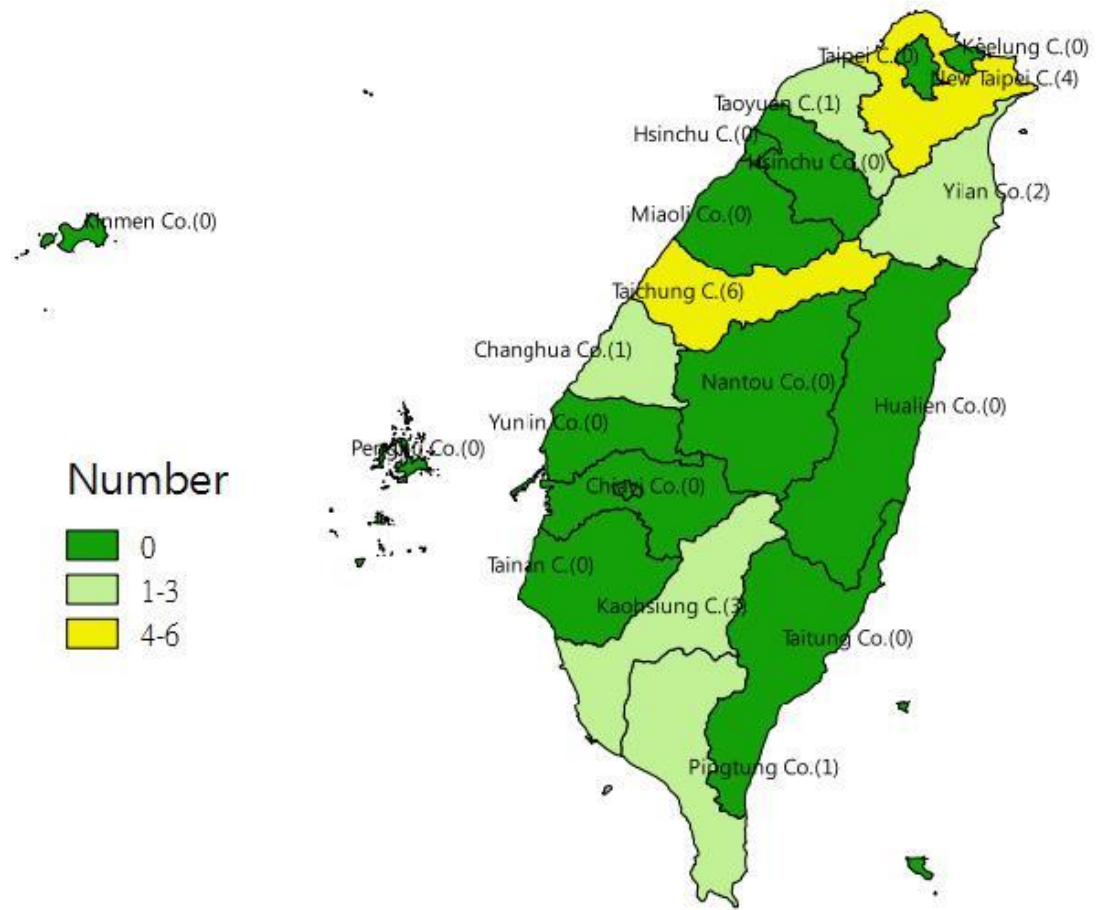 Keelung C.(0)
Taipei C.(0)
New Taipei C.(4)
Taoyuan C.(1)
Hsinchu C.(0)
Hsinchu Co.(0)
Yilan Co.(2)
Miaoli Co.(0)
Kinmen Co.(0)
Taichung C.(6)
Changhua Co.(1)
Nantou Co.(0)
Hualien Co.(0)
Yunlin Co.(0)
Penghu Co.(0)
Chiayi Co.(0)
Number
0
1-3
4-6
Tainan C.(0)
Kaohsiung C.(3)
Taitung Co.(0)
Pingtung Co.(1)